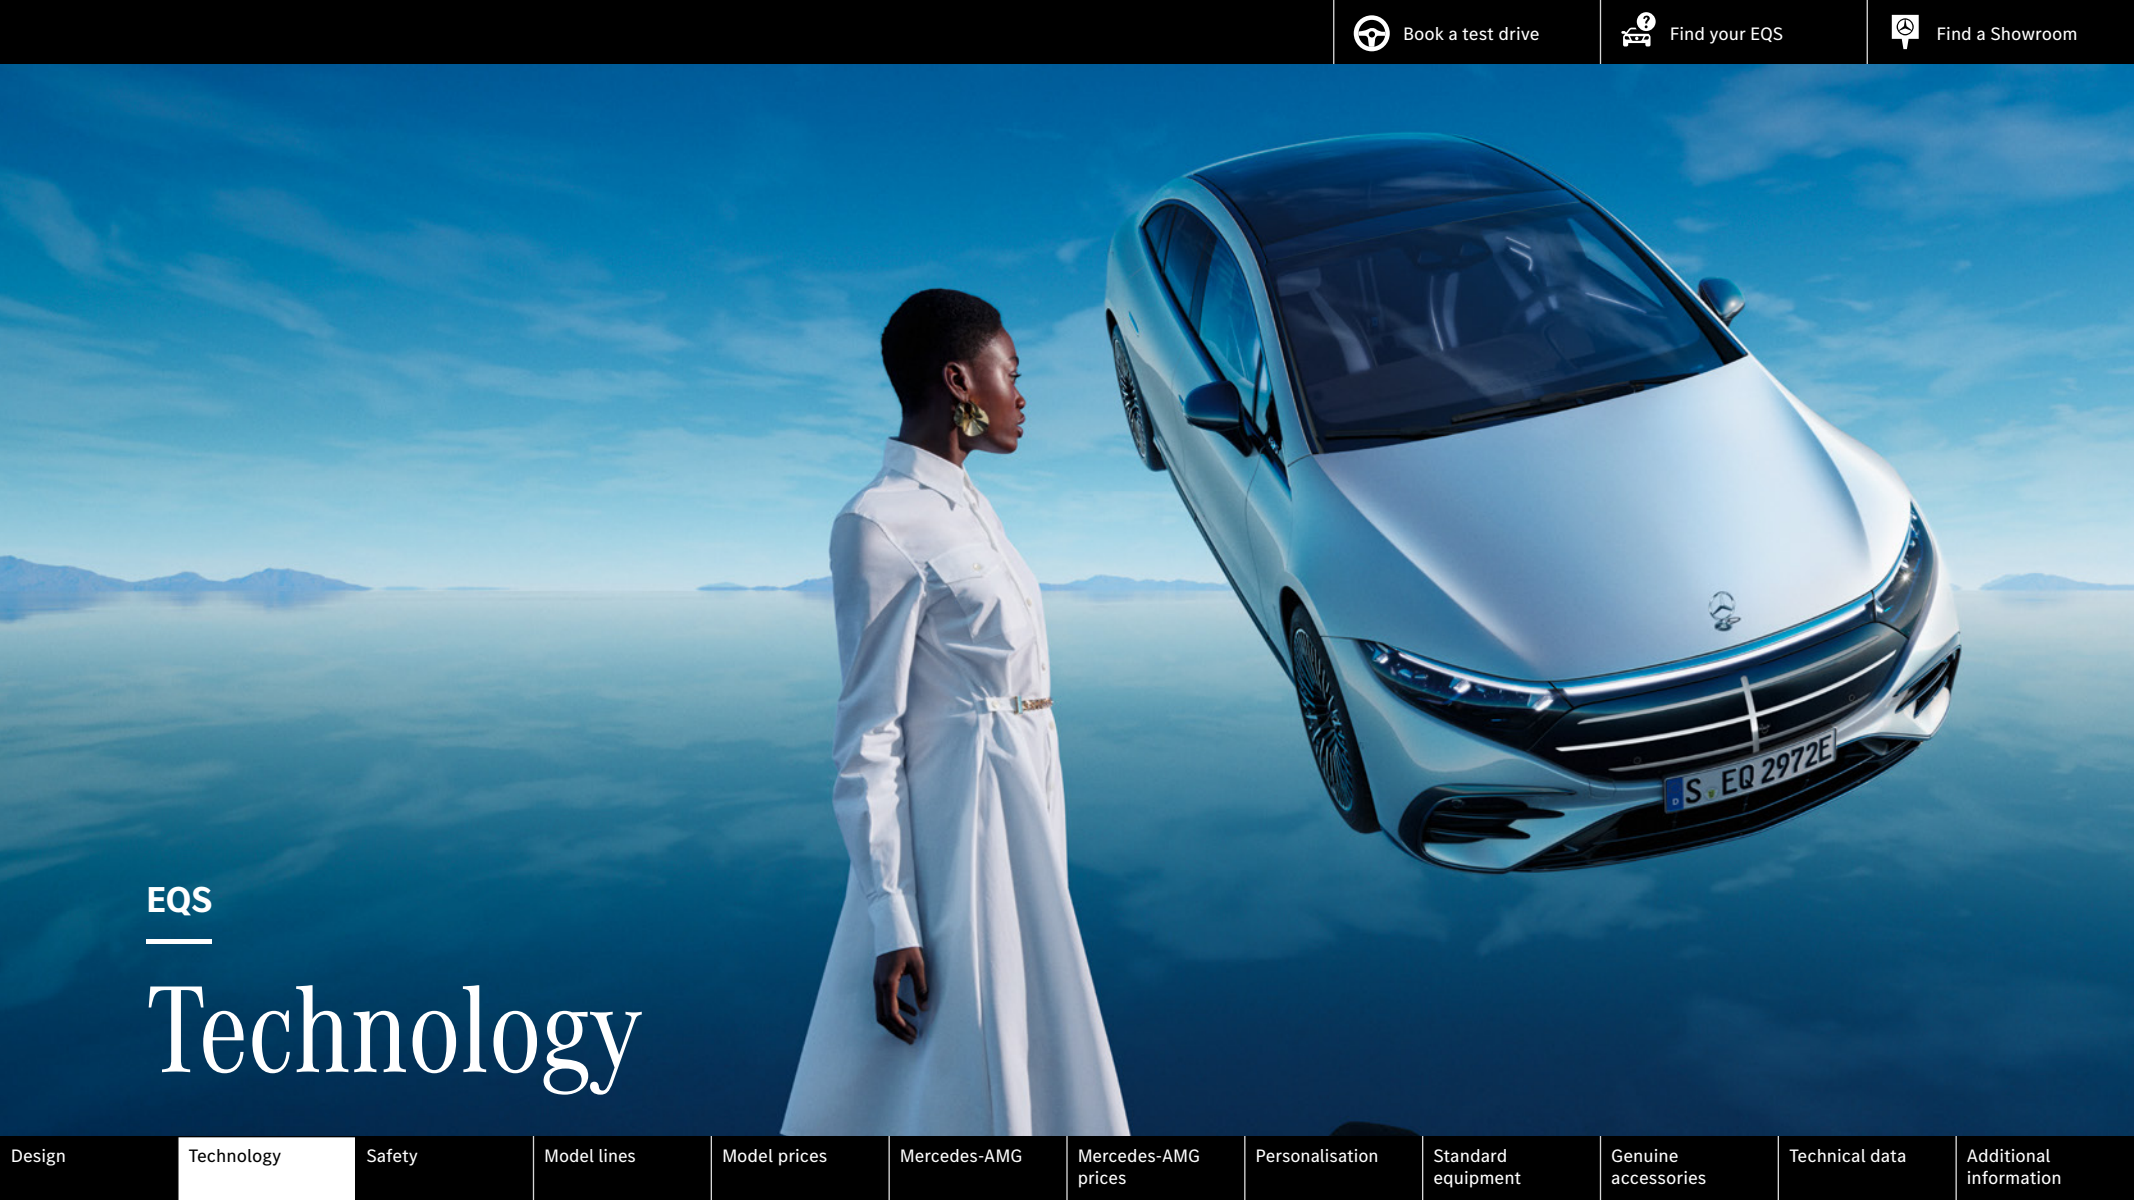 Book a test drive
Find your EQS
Find a Showroom
S EQ 2972E
EQS
Technology
Design
Technology
Safety
Model lines
Model prices
Mercedes-AMG
Mercedes-AMG
prices
Personalisation
Standard
equipment
Genuine
accessories
Technical data
Additional
information